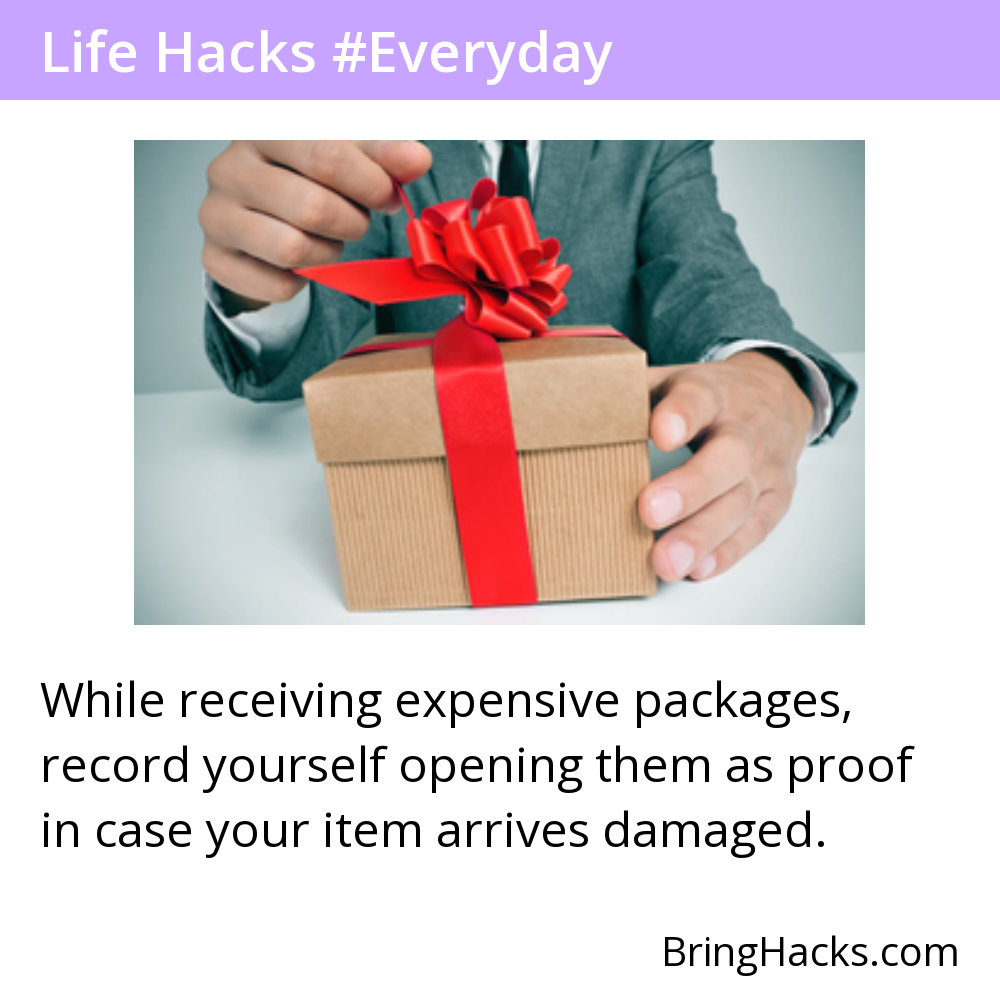 Life Hacks #Everyday
While receiving expensive packages,
record yourself opening them as proof
in case your item arrives damaged.
BringHacks.com